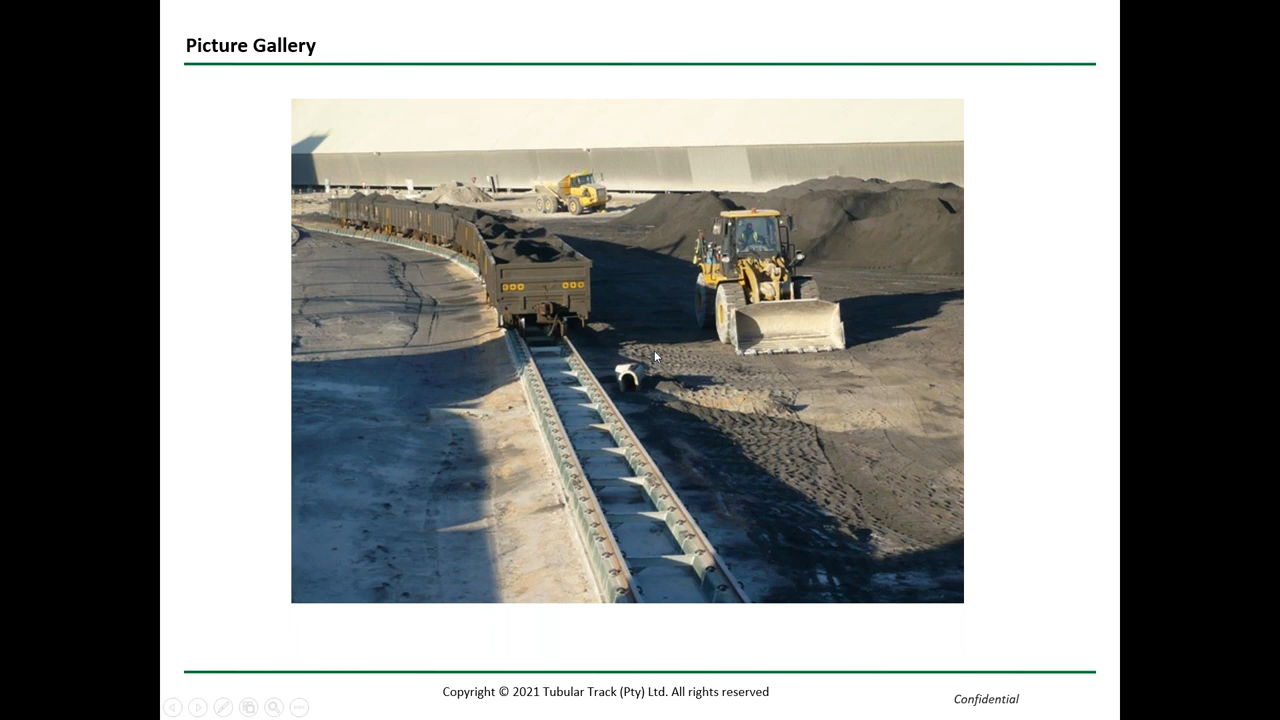 Picture Gallery
Copyright © 2021 Tubular Track (Pty) Ltd. All rights reserved
Confidential